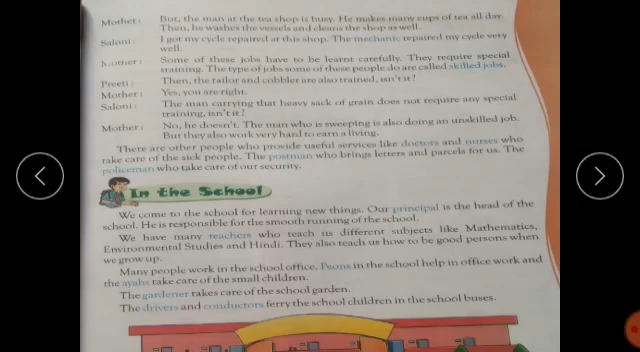 Mother: But, the man at the tea shop is busy. He makes many cups of tea all day.
Then, he washes the vessels and cleans the shop as well.
Saloni: I got my cycle repaired at this shop. The mechanic repaired my cycle very
well.
Mother: Some of these jobs have to be learnt carefully. They require special
training. The type of jobs some of these people do are called skilled jobs.
Preeti: Then, the tailor and cobbler are also trained, isn't it?
Mother: Yes, you are right.
Saloni: The man carrying that heavy sack of grain does not require any special
training, isn't it?
Mother: No, he doesn't. The man who is sweeping is also doing an unskilled job.
But they also work very hard to earn a living.
There are other people who provide useful services like doctors and nurses who
take care of the sick people. The postman who brings letters and parcels for us. The
policeman who take care of our security.
In the School
We come to the school for learning new things. Our principal is the head of the
school. He is responsible for the smooth running of the school.
We have many teachers who teach us different subjects like Mathematics,
Environmental Studies and Hindi. They also teach us how to be good persons when
we grow up.
Many people work in the school office. Peons in the school help in office work and
the ayahs take care of the small children.
The gardener takes care of the school garden.
The drivers and conductors ferry the school children in the school buses.